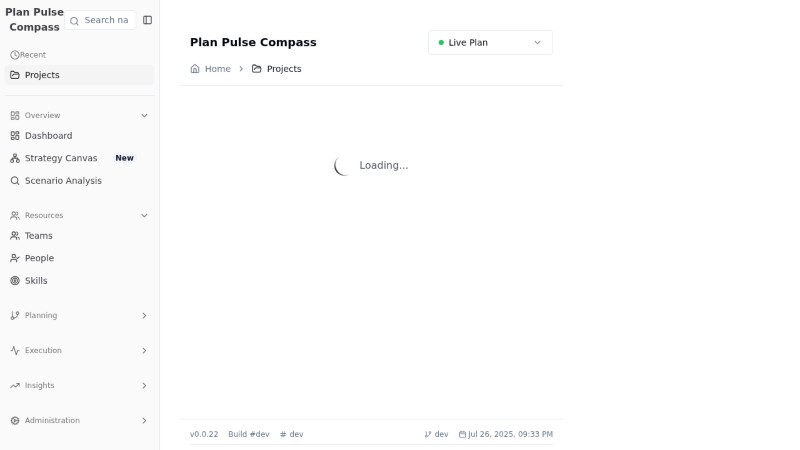 Plan Pulse
Compass
Search na
Recent
Projects
Overview
Dashboard
Strategy Canvas New
Scenario Analysis
Resources
Teams
People
Skills
Planning
Execution
Insights
Administration
Plan Pulse Compass
Live Plan
Home
Projects
Loading...
v0.0.22 Build #dev # dev
dev Jul 26, 2025, 09:33 PM